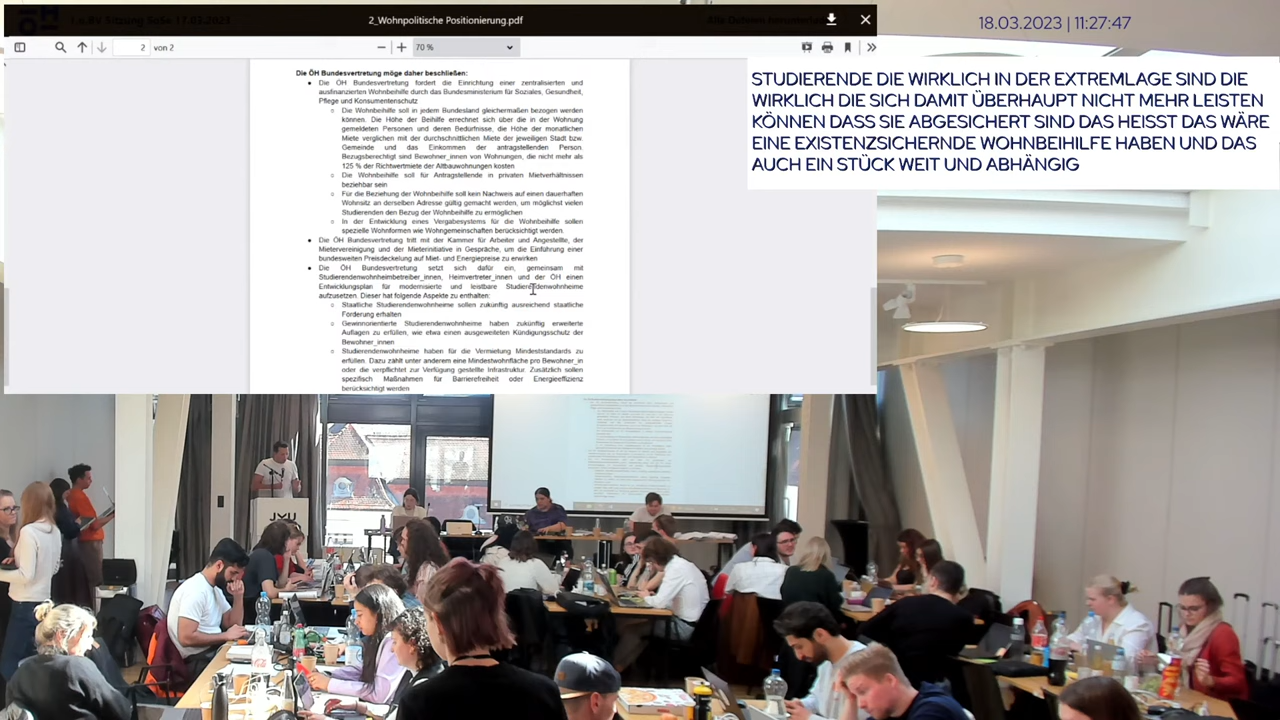 ÖH
1.o.BV Sitzung SoSe 17.03.2023
2_Wohnpolitische Positionierung.pdf
Alle Dateien herunterladen
18.03.2023 | 11:27:47
2 von 2
70 %
STUDIERENDE DIE WIRKLICH IN DER EXTREMLAGE SIND DIE
WIRKLICH DIE SICH DAMIT ÜBERHAUPT NICHT MEHR LEISTEN
KÖNNEN DASS SIE ABGESICHERT SIND DAS HEISST DAS WÄRE
EINE EXISTENZSICHERNDE WOHNBEIHILFE HABEN UND DAS
AUCH EIN STÜCK WEIT UND ABHÄNGIG
Die ÖH Bundesvertretung möge daher beschließen:
Die ÖH Bundesvertretung fordert die Einrichtung einer zentralisierten und
ausfinanzierten Wohnbeihilfe durch das Bundesministerium für Soziales, Gesundheit,
Pflege und Konsumentenschutz
Die Wohnbeihilfe soll in jedem Bundesland gleichermaßen bezogen werden
können. Die Höhe der Beihilfe errechnet sich über die in der Wohnung
gemeldeten Personen und deren Bedürfnisse, die Höhe der monatlichen
Miete verglichen mit der durchschnittlichen Miete der jeweiligen Stadt bzw.
Gemeinde und das Einkommen der antragstellenden Person.
Bezugsberechtigt sind Bewohner_innen von Wohnungen, die nicht mehr als
125 % der Richtwertmiete der Altbauwohnungen kosten
Die Wohnbeihilfe soll für Antragstellende in privaten Mietverhältnissen
beziehbar sein
Für die Beziehung der Wohnbeihilfe soll kein Nachweis auf einen dauerhaften
Wohnsitz an derselben Adresse gültig gemacht werden, um möglichst vielen
Studierenden den Bezug der Wohnbeihilfe zu ermöglichen
In der Entwicklung eines Vergabesystems für die Wohnbeihilfe sollen
spezielle Wohnformen wie Wohngemeinschaften berücksichtigt werden.
Die ÖH Bundesvertretung tritt mit der Kammer für Arbeiter und Angestellte, der
Mietervereinigung und der Mieterinitiative in Gespräche, um die Einführung einer
bundesweiten Preisdeckelung auf Miet- und Energiepreise zu erwirken
Die ÖH Bundesvertretung setzt sich dafür ein, gemeinsam mit
Studierendenwohnheimbetreiber_innen, Heimvertreter_innen und der ÖH einen
Entwicklungsplan für modernisierte und leistbare Studierendenwohnheime
aufzusetzen. Dieser hat folgende Aspekte zu enthalten:
Staatliche Studierendenwohnheime sollen zukünftig ausreichend staatliche
Förderung erhalten
Gewinnorientierte Studierendenwohnheime haben zukünftig erweiterte
Auflagen zu erfüllen, wie etwa einen ausgeweiteten Kündigungsschutz der
Bewohner_innen
Studierendenwohnheime haben für die Vermietung Mindeststandards zu
erfüllen. Dazu zählt unter anderem eine Mindestwohnfläche pro Bewohner_in
oder die verpflichtet zur Verfügung gestellte Infrastruktur. Zusätzlich sollen
spezifisch Maßnahmen für Barrierefreiheit oder Energieeffizienz
berücksichtigt werden
JYU